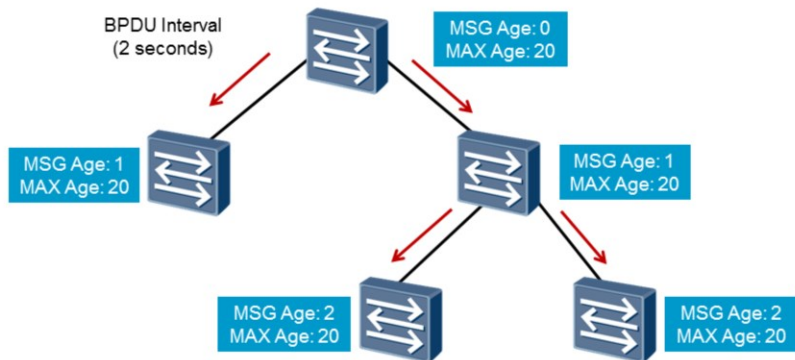 BPDU Interval
(2 seconds)
MSG Age: 0
MAX Age: 20
MSG Age: 1
MAX Age: 20
MSG Age: 1
MAX Age: 20
MSG Age: 2
MAX Age: 20
MSG Age: 2
MAX Age: 20